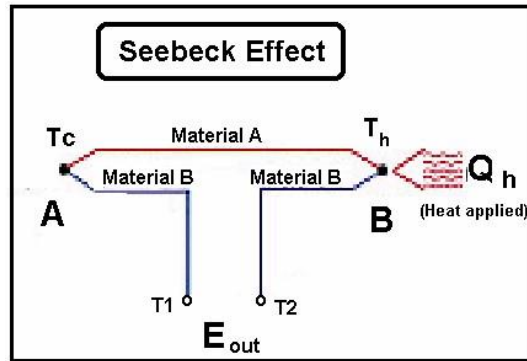 Seebeck Effect
Tc
Material A
Th
Material B
Material B
Qh
A
B
(Heat applied)
T1
T2
Eout